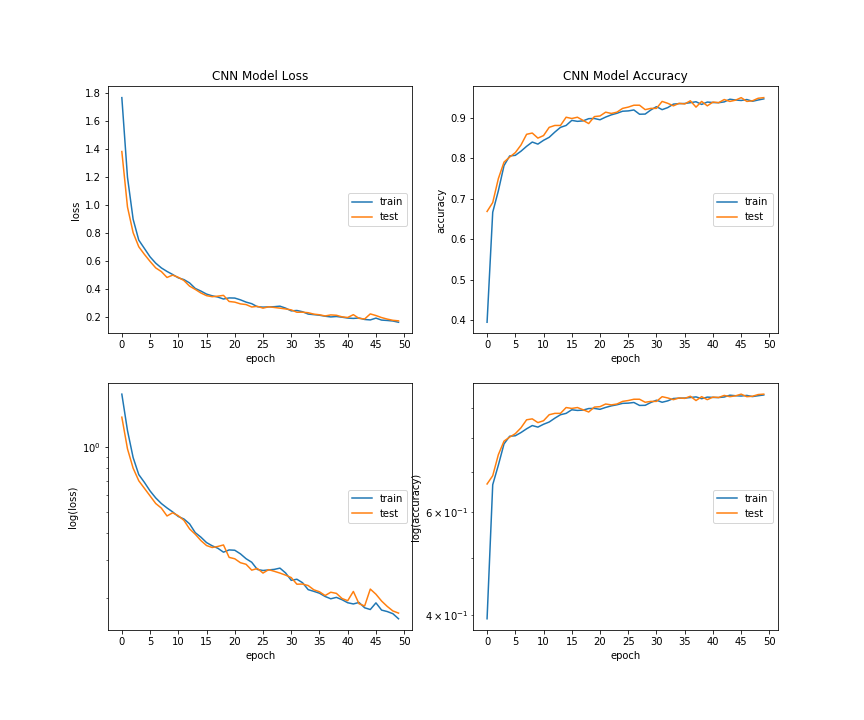 CNN Model Loss
1.8
1.6
1.4
1.2
1.0
0.8
0.6
0.4
0.2
loss
train
test
0 5 10 15 20 25 30 35 40 45 50
epoch
CNN Model Accuracy
0.9
0.8
0.7
0.6
0.5
0.4
accuracy
train
test
0 5 10 15 20 25 30 35 40 45 50
epoch
10⁰
log(loss)
train
test
0 5 10 15 20 25 30 35 40 45 50
epoch
6 × 10⁻¹
4 × 10⁻¹
log(accuracy)
train
test
0 5 10 15 20 25 30 35 40 45 50
epoch